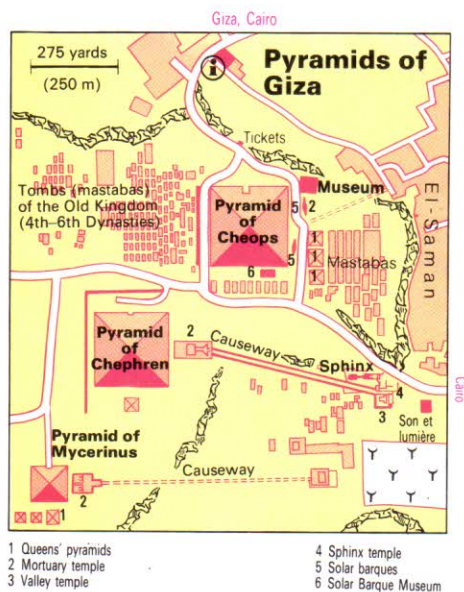 Giza, Cairo
275 yards
(250 m)
i
Pyramids of
Giza
Tickets
Tombs (mastabas)
of the Old Kingdom
(4th–6th Dynasties)
Museum
Pyramid
of
Cheops
5
2
5
6
1
1
1
Mastabas
El-Saman
Pyramid
of
Chephren
2
Causeway
Sphinx
4
3
Cairo
Son et
lumière
Pyramid of
Mycerinus
Causeway
2
1
1 Queens' pyramids
2 Mortuary temple
3 Valley temple
4 Sphinx temple
5 Solar barques
6 Solar Barque Museum